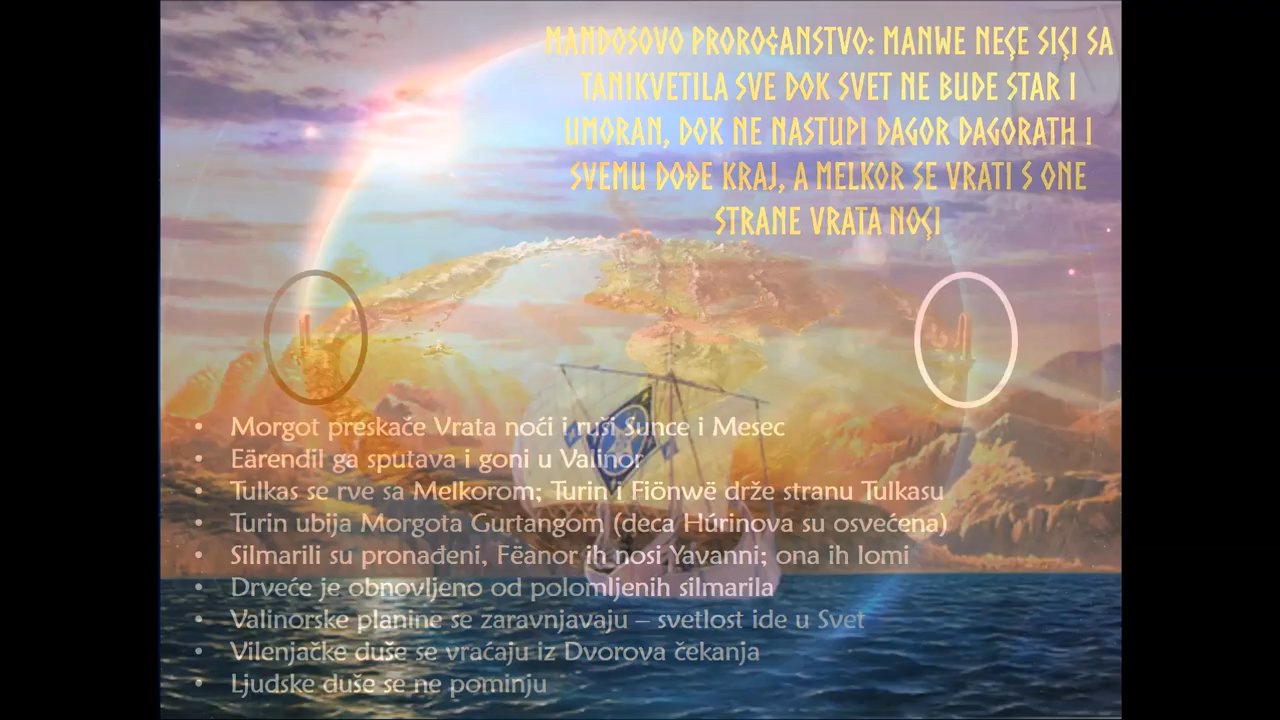 MANDOSOVO PROROČANSTVO: MANWE NEĆE SIĆI SA
TANIKVETILA SVE DOK SVET NE BUDE STAR I
UMORAN, DOK NE NASTUPI DAGOR DAGORATH I
SVEMU DOĐE KRAJ, A MELKOR SE VRATI S ONE
STRANE VRATA NOĆI
• Morgot preskače Vrata noći i ruši Sunce i Mesec
• Eärendil ga sputava i goni u Valinor
• Tulkas se rve sa Melkorom; Turin i Fiönwë drže stranu Tulkasu
• Turin ubija Morgota Gurtangom (deca Húrinova su osvećena)
• Silmarili su pronađeni, Fëanor ih nosi Yavanni; ona ih lomi
• Drveće je obnovljeno od polomljenih silmarila
• Valinorske planine se zaravnjavaju – svetlost ide u Svet
• Vilenjačke duše se vraćaju iz Dvorova čekanja
• Ljudske duše se ne pominju